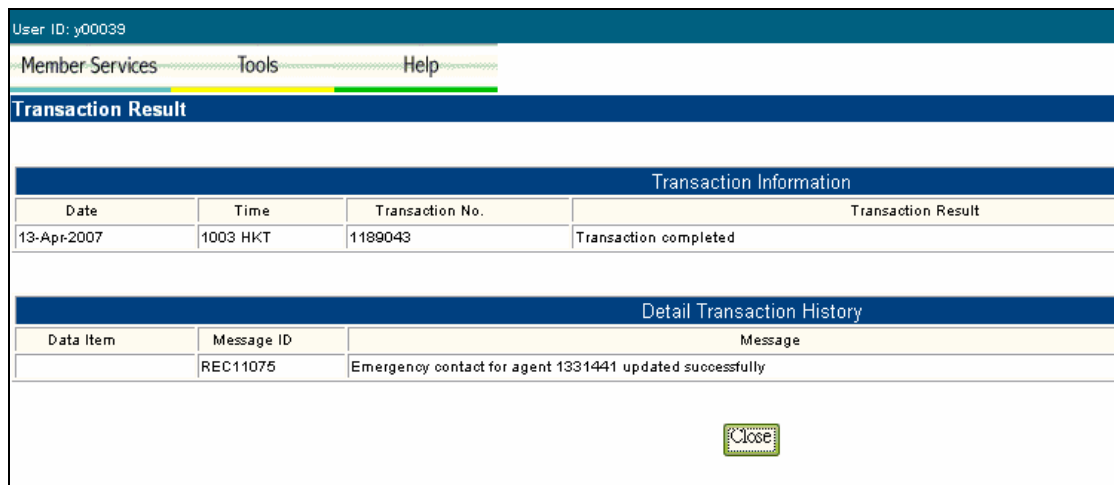 User ID: y00039
Member Services Tools Help
Transaction Result
Transaction Information
Date Time Transaction No. Transaction Result
13-Apr-2007 1003 HKT 1189043 Transaction completed
Detail Transaction History
Data Item Message ID Message
REC11075 Emergency contact for agent 1331441 updated successfully
Close